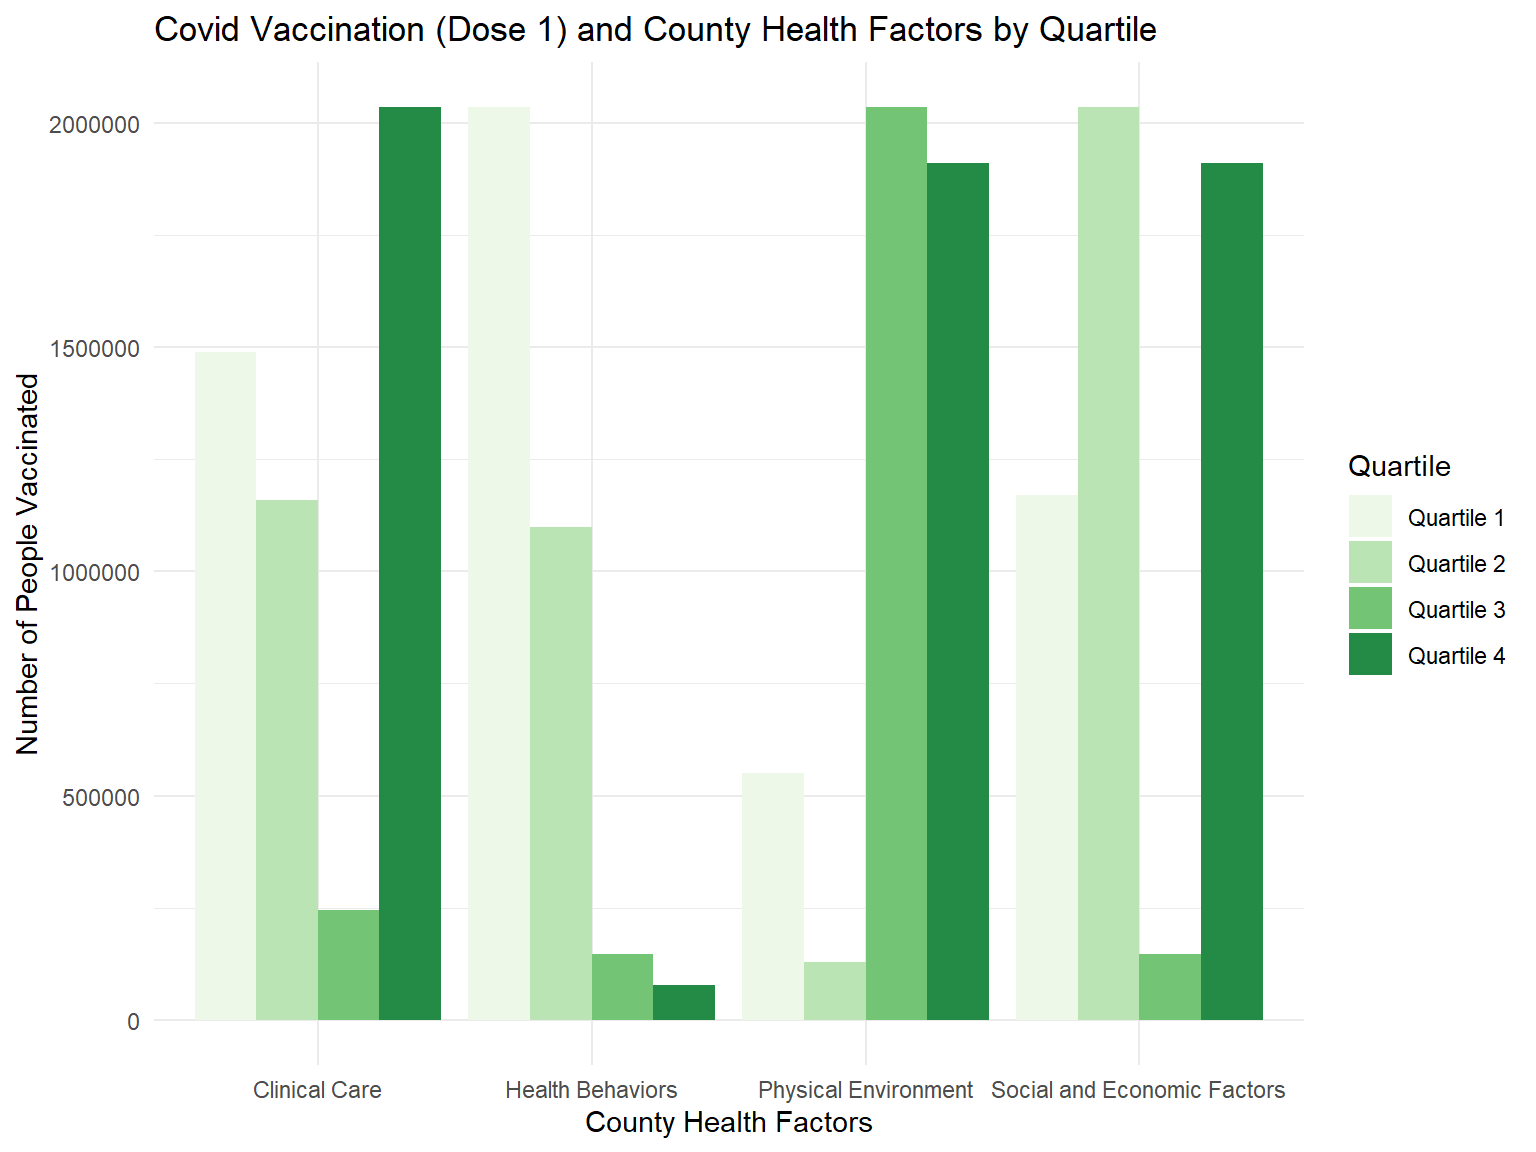 Covid Vaccination (Dose 1) and County Health Factors by Quartile
Number of People Vaccinated
2000000
1500000
1000000
500000
0
Clinical Care
Health Behaviors
Physical Environment
Social and Economic Factors
County Health Factors
Quartile
Quartile 1
Quartile 2
Quartile 3
Quartile 4